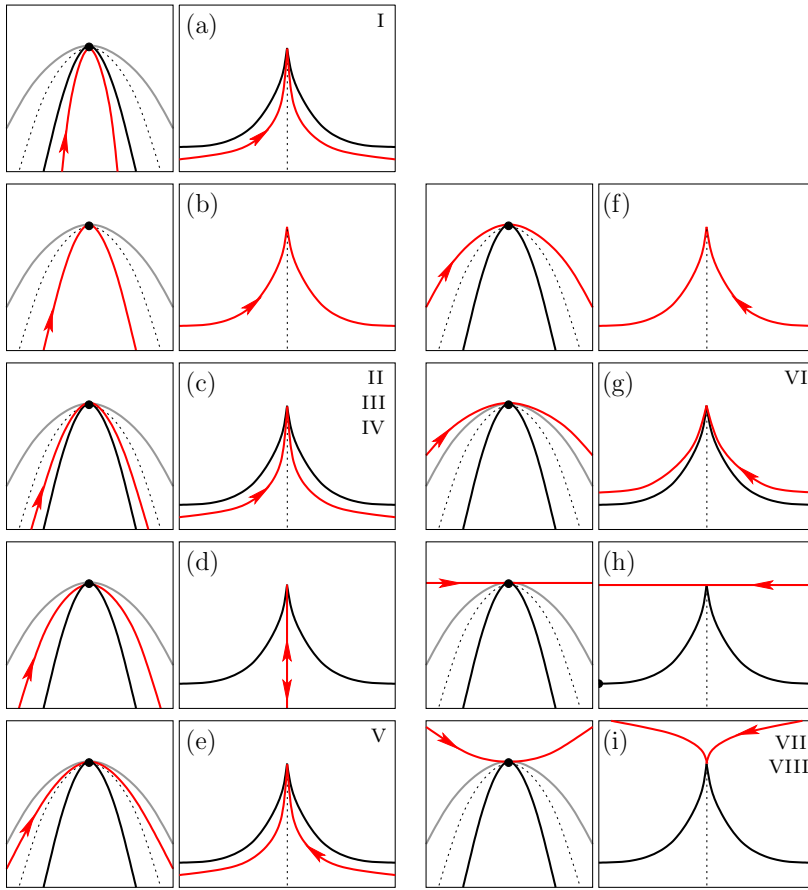 (a) I
(b)
(f)
(c) II
III
IV
(g) VI
(d)
(h)
(e) V
(i) VII
VIII